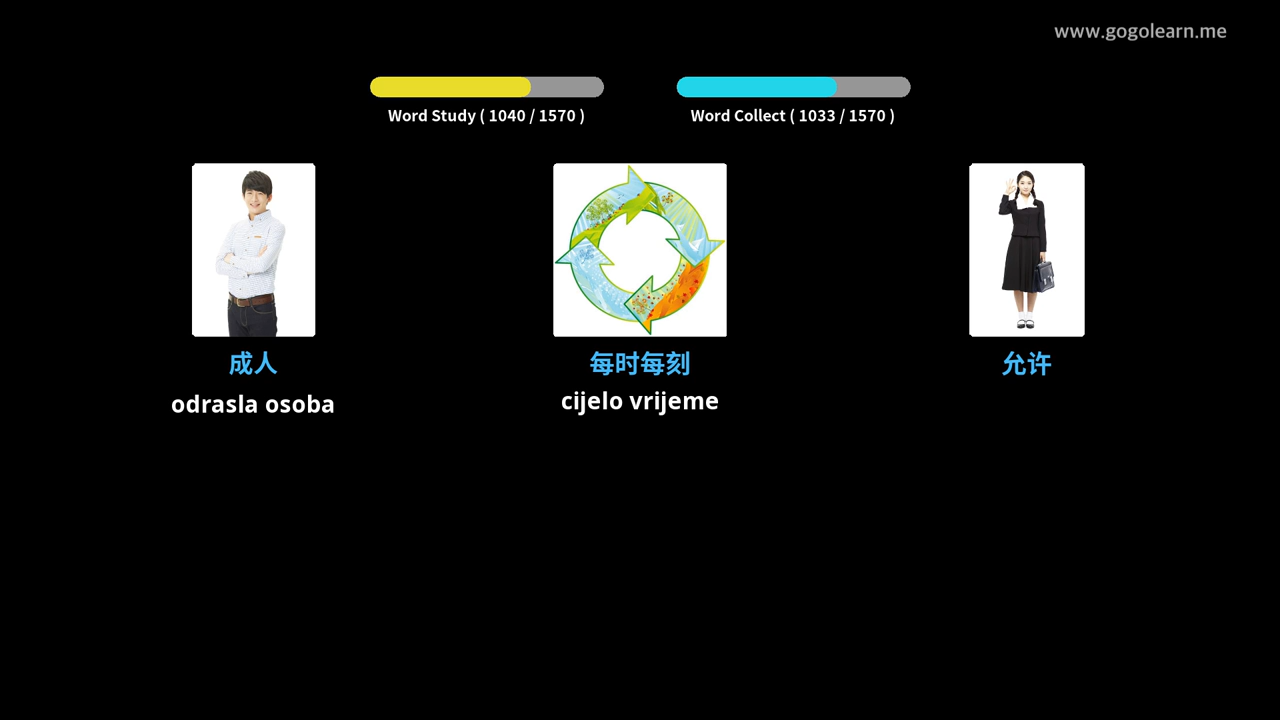 www.gogolearn.me
Word Study ( 1040 / 1570 )
Word Collect ( 1033 / 1570 )
成人
每时每刻
允许
odrasla osoba
cijelo vrijeme